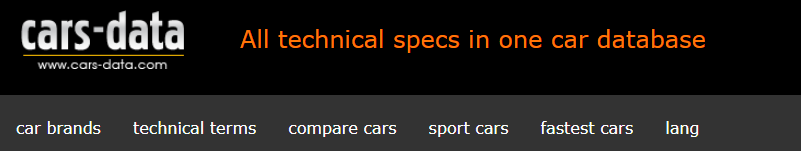 cars-data
All technical specs in one car database
www.cars-data.com
car brands technical terms compare cars sport cars fastest cars lang